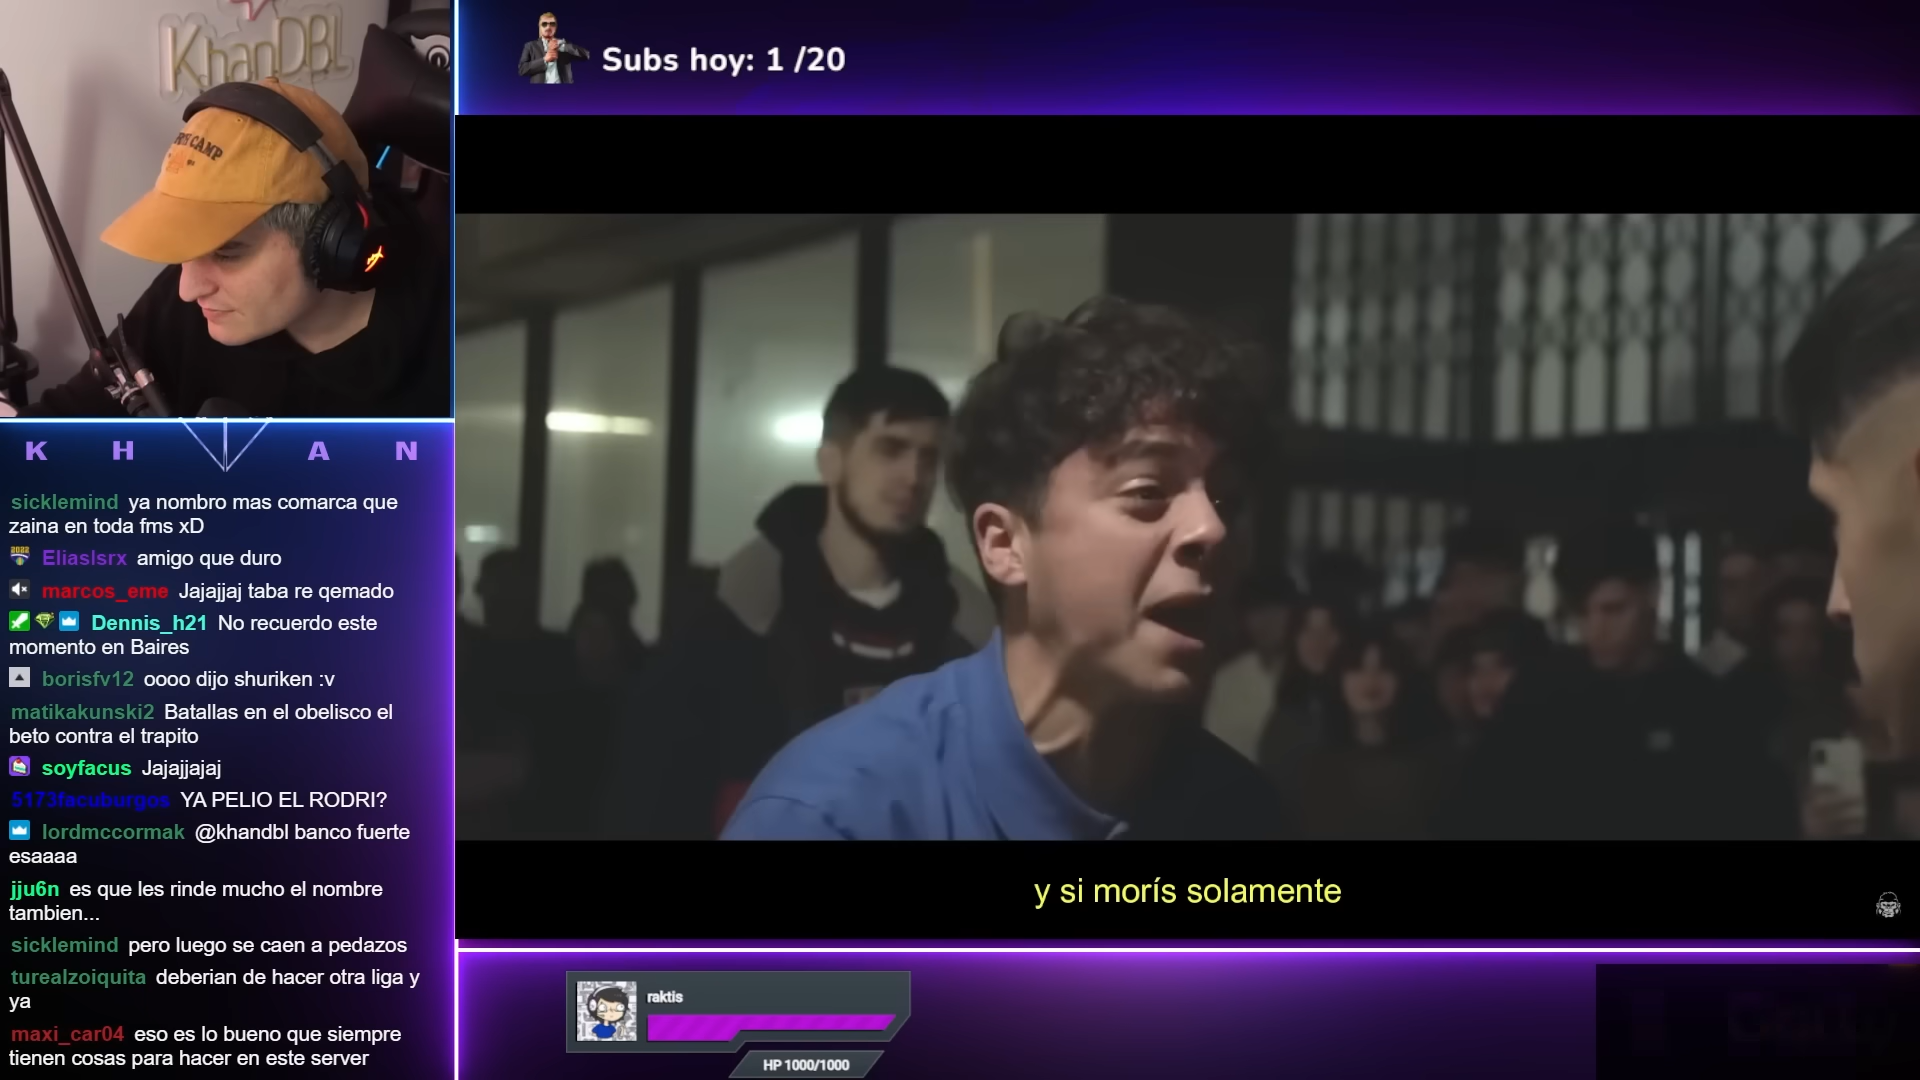 KhanDBL
Subs hoy: 1 /20
CAMP
K H A N
sicklemind ya nombro mas comarca que
zaina en toda fms xD
Eliaslsrx amigo que duro
marcos_eme Jajajjaj taba re qemado
Dennis_h21 No recuerdo este
momento en Baires
borisfv12 oooo dijo shuriken :v
matikakunski2 Batallas en el obelisco el
beto contra el trapito
soyfacus Jajajjajaj
5173facuburgos YA PELIO EL RODRI?
lordmccormak @khandbl banco fuerte
esaaaa
jju6n es que les rinde mucho el nombre
tambien...
sicklemind pero luego se caen a pedazos
turealzoiquita deberian de hacer otra liga y
ya
maxi_car04 eso es lo bueno que siempre
tienen cosas para hacer en este server
y si morís solamente
raktis
HP 1000/1000